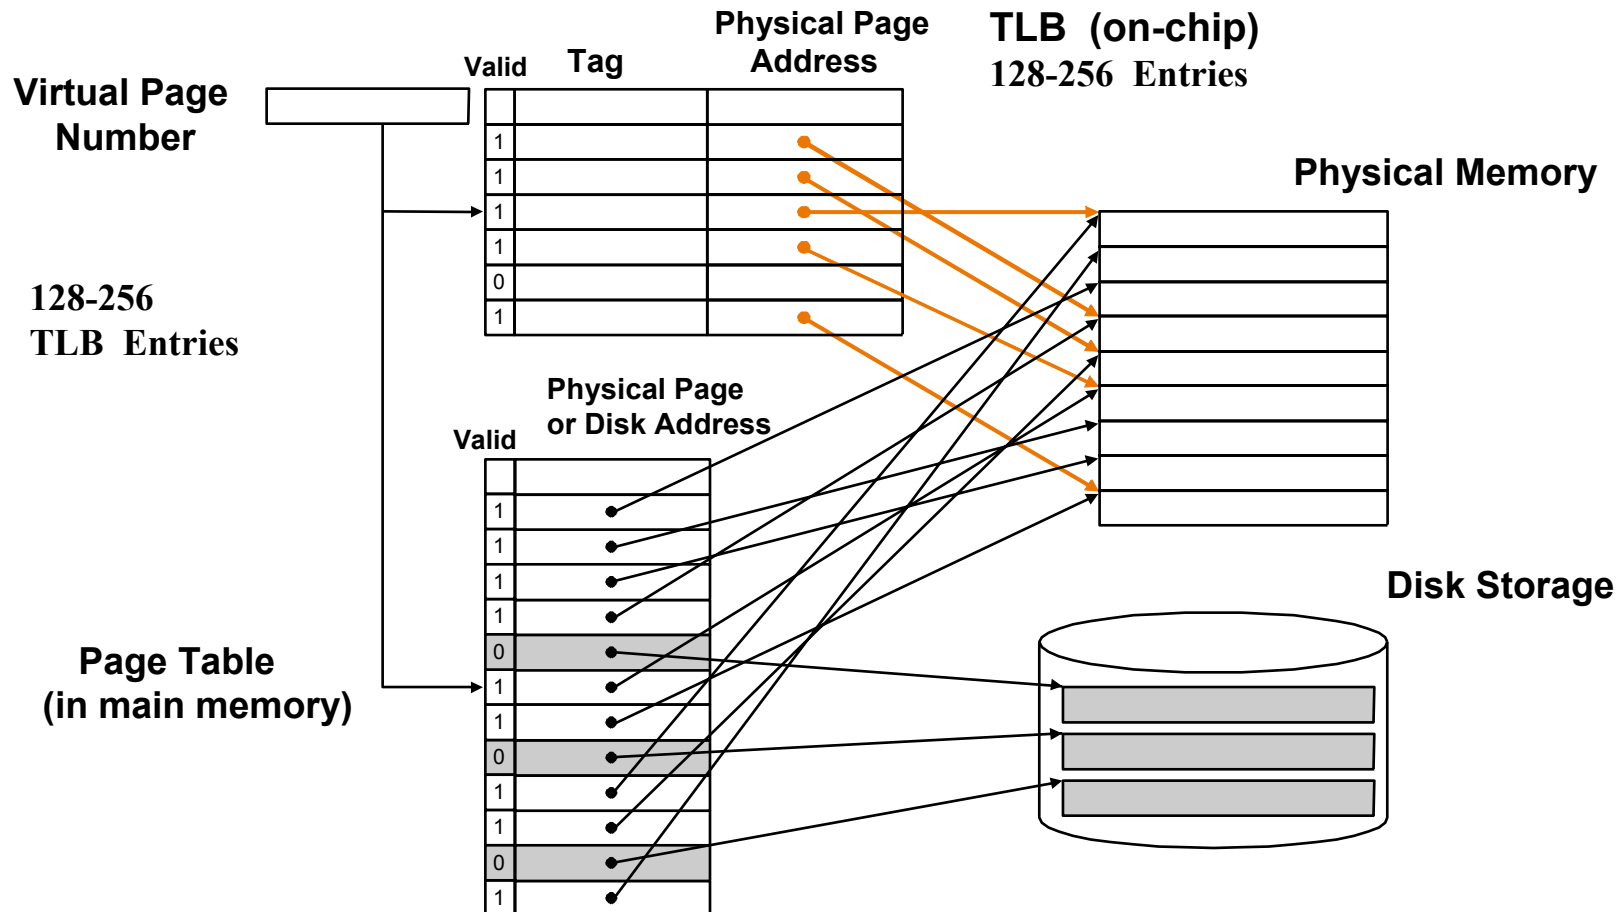 Physical Page
Address
TLB (on-chip)
128-256 Entries
Valid
Tag
Virtual Page
Number
1
1
1
1
0
1
Physical Memory
128-256
TLB Entries
Physical Page
or Disk Address
Valid
1
1
1
1
0
1
1
0
1
1
0
1
Disk Storage
Page Table
(in main memory)